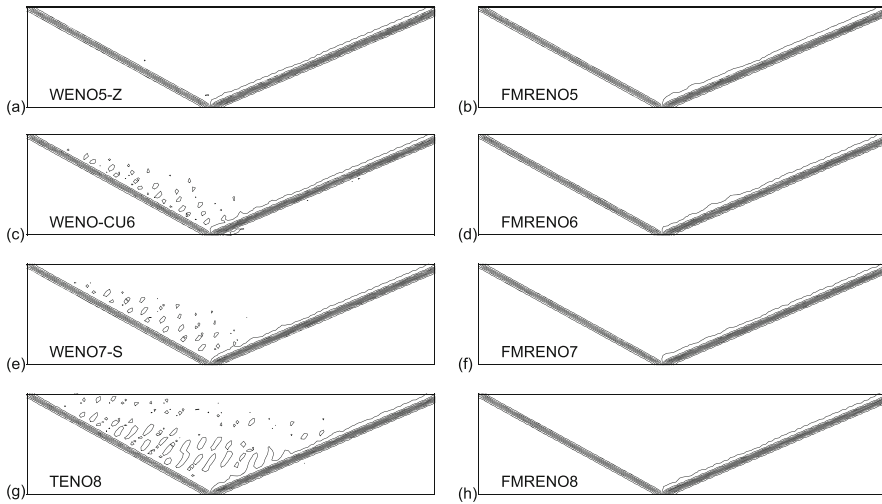 (a) WENO5-Z
(b) FMRENO5
(c) WENO-CU6
(d) FMRENO6
(e) WENO7-S
(f) FMRENO7
(g) TENO8
(h) FMRENO8